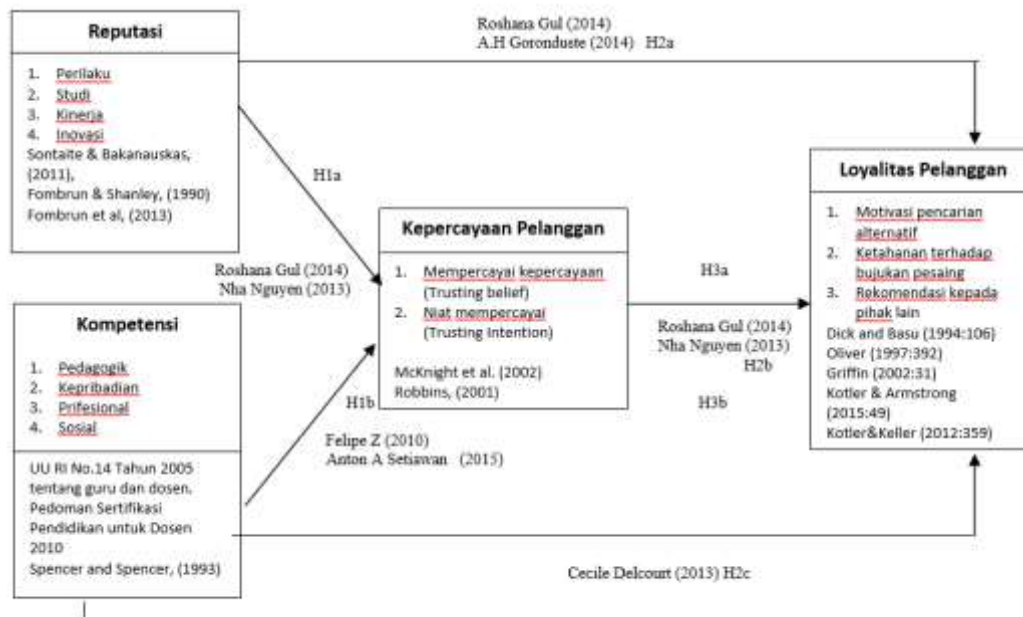 Roshana Gul (2014)
A.H Goronduste (2014) H2a
Reputasi
1. Perilaku
2. Studi
3. Kinerja
4. Inovasi
Sontaite & Bakanauskas,
(2011),
Fombrun & Shanley, (1990)
Fombrun et al, (2013)
H1a
Roshana Gul (2014)
Nha Nguyen (2013)
Kepercayaan Pelanggan
1. Mempercayai kepercayaan
(Trusting belief)
2. Niat mempercayai
(Trusting Intention)
McKnight et al. (2002)
Robbins, (2001)
H3a
Roshana Gul (2014)
Nha Nguyen (2013)
H2b
H3b
Loyalitas Pelanggan
1. Motivasi pencarian
alternatif
2. Ketahanan terhadap
bujukan pesaing
3. Rekomendasi kepada
pihak lain
Dick and Basu (1994:106)
Oliver (1997:392)
Griffin (2002:31)
Kotler & Armstrong
(2015:49)
Kotler&Keller (2012:359)
Kompetensi
1. Pedagogik
2. Kepribadian
3. Prifesional
4. Sosial
UU RI No.14 Tahun 2005
tentang guru dan dosen.
Pedoman Sertifikasi
Pendidikan untuk Dosen
2010
Spencer and Spencer, (1993)
H1b
Felipe Z (2010)
Anton A Setiawan (2015)
Cecile Delcourt (2013) H2c